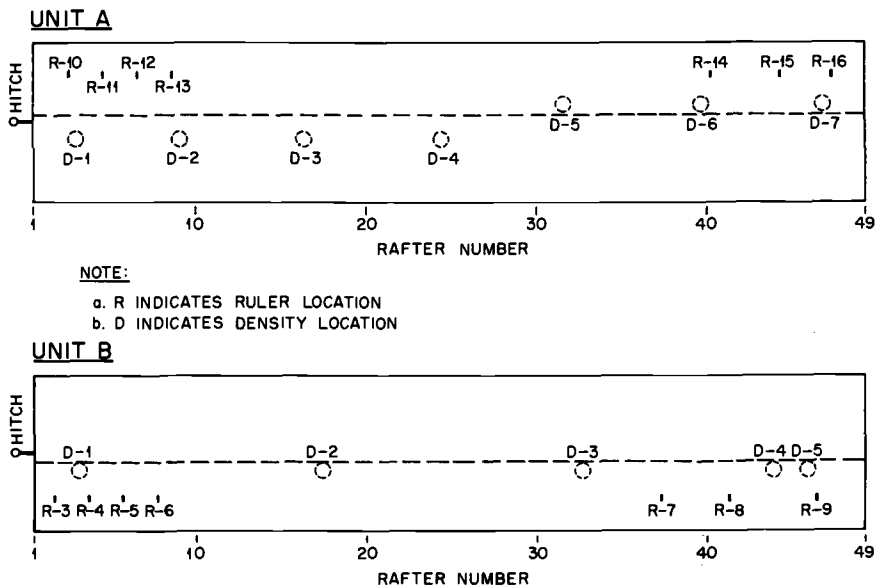 UNIT A
R-10 R-12 R-14 R-15 R-16
R-11 R-13
HITCH
D-5 D-6 D-7
D-1 D-2 D-3 D-4
1 10 20 30 40 49
RAFTER NUMBER
NOTE:
a. R INDICATES RULER LOCATION
b. D INDICATES DENSITY LOCATION
UNIT B
HITCH
D-1 D-2 D-3 D-4 D-5
R-3 R-4 R-5 R-6 R-7 R-8 R-9
1 10 20 30 40 49
RAFTER NUMBER